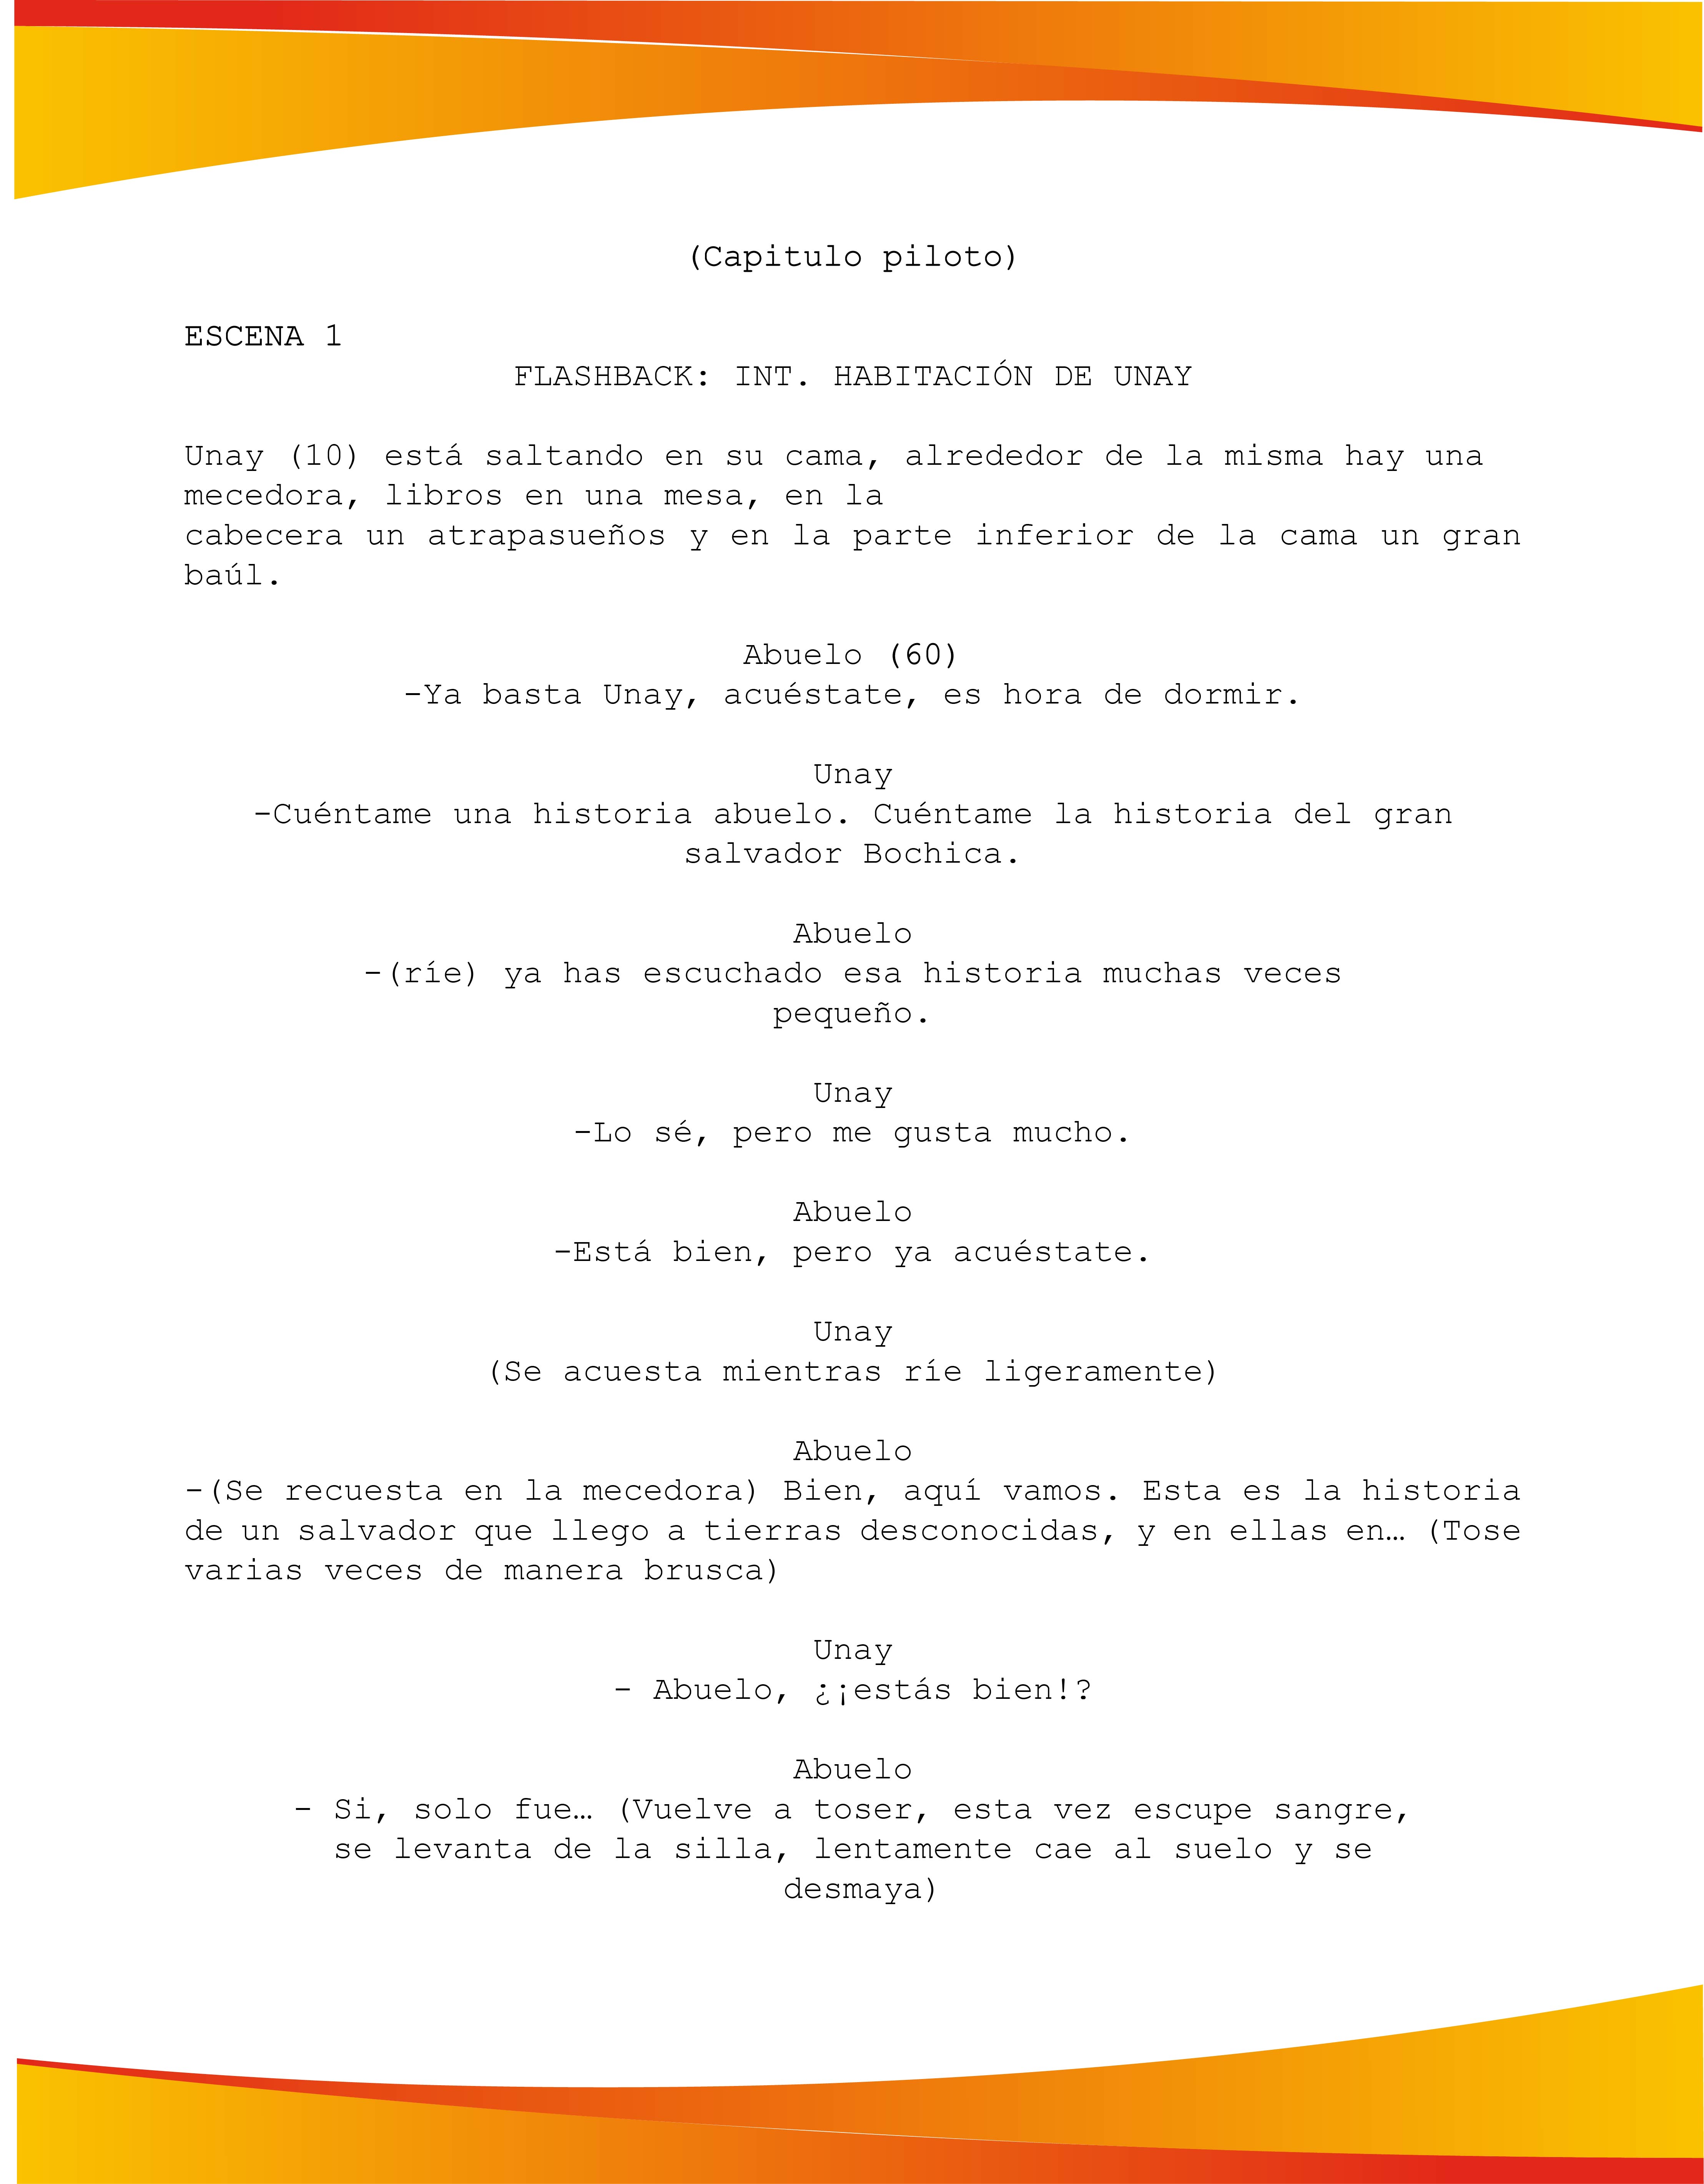 (Capitulo piloto)
ESCENA 1
FLASHBACK: INT. HABITACIÓN DE UNAY
Unay (10) está saltando en su cama, alrededor de la misma hay una
mecedora, libros en una mesa, en la
cabecera un atrapasueños y en la parte inferior de la cama un gran
baúl.
Abuelo (60)
-Ya basta Unay, acuéstate, es hora de dormir.
Unay
-Cuéntame una historia abuelo. Cuéntame la historia del gran
salvador Bochica.
Abuelo
-(ríe) ya has escuchado esa historia muchas veces
pequeño.
Unay
-Lo sé, pero me gusta mucho.
Abuelo
-Está bien, pero ya acuéstate.
Unay
(Se acuesta mientras ríe ligeramente)
Abuelo
-(Se recuesta en la mecedora) Bien, aquí vamos. Esta es la historia
de un salvador que llego a tierras desconocidas, y en ellas en… (Tose
varias veces de manera brusca)
Unay
- Abuelo, ¿¡estás bien!?
Abuelo
- Si, solo fue… (Vuelve a toser, esta vez escupe sangre,
se levanta de la silla, lentamente cae al suelo y se
desmaya)